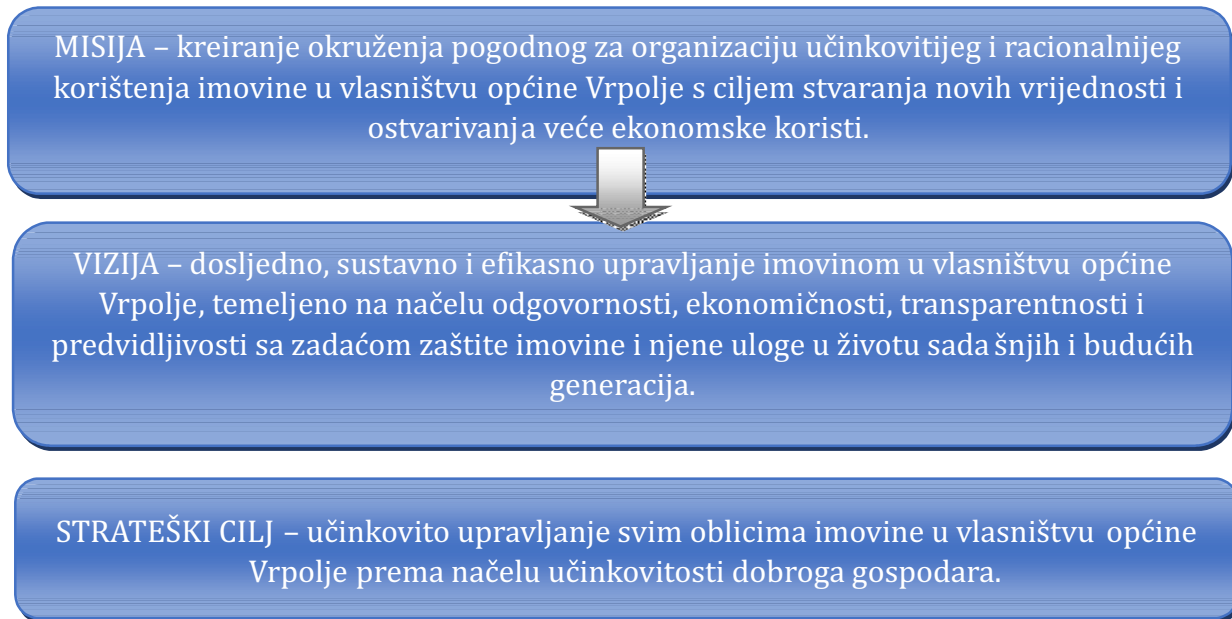 MISIJA – kreiranje okruženja pogodnog za organizaciju učinkovitijeg i racionalnijeg
korištenja imovine u vlasništvu općine Vrpolje s ciljem stvaranja novih vrijednosti i
ostvarivanja veće ekonomske koristi.
VIZIJA – dosljedno, sustavno i efikasno upravljanje imovinom u vlasništvu općine
Vrpolje, temeljeno na načelu odgovornosti, ekonomičnosti, transparentnosti i
predvidljivosti sa zadaćom zaštite imovine i njene uloge u životu sadašnjih i budućih
generacija.
STRATEŠKI CILJ – učinkovito upravljanje svim oblicima imovine u vlasništvu općine
Vrpolje prema načelu učinkovitosti dobroga gospodara.